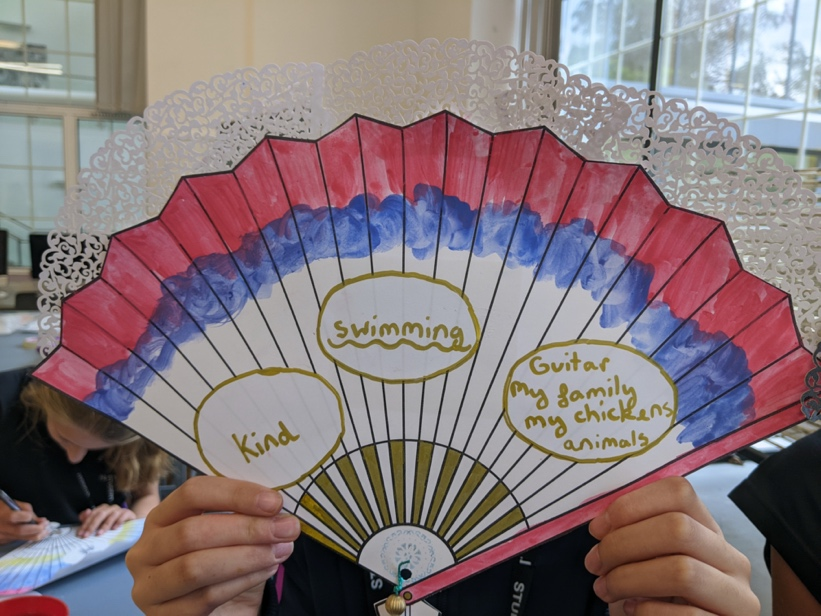 swimming
Kind
Guitar
My family
my chickens
animals